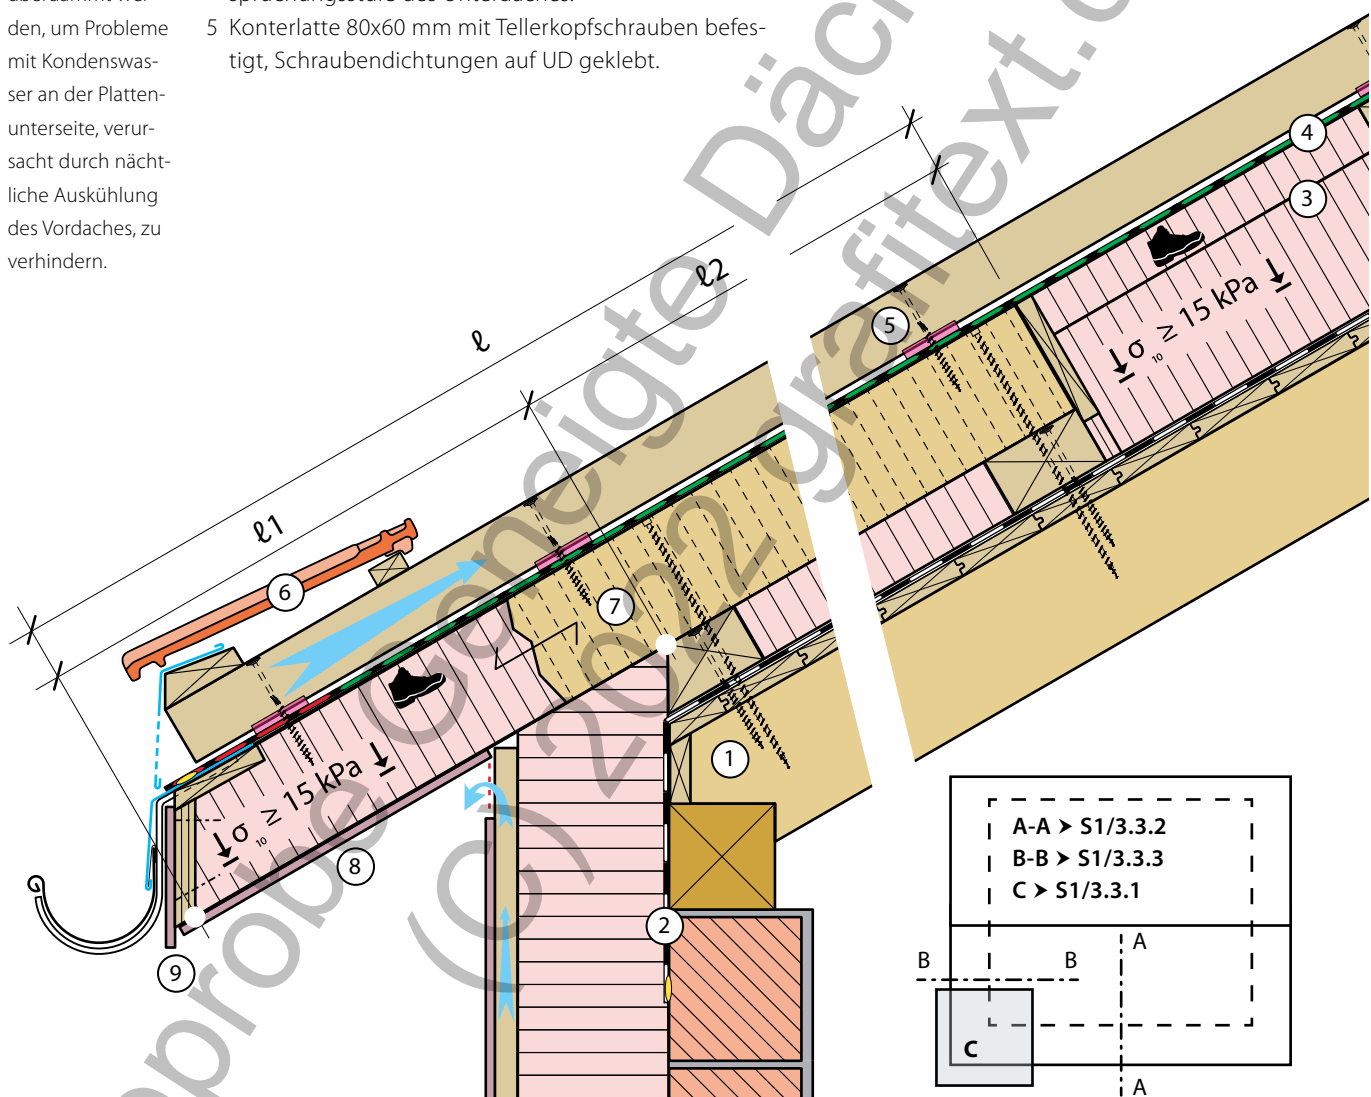 den, um Probleme
mit Kondenswas-
ser an der Platten-
unterseite, verur-
sacht durch nächt-
liche Auskühlung
des Vordaches, zu
verhindern.
5 Konterlatte 80x60 mm mit Tellerkopfschrauben befes-
tigt, Schraubendichtungen auf UD geklebt.
4
3
σ10 ≥ 15 kPa
5
ℓ2
ℓ
ℓ1
6
7
1
σ10 ≥ 15 kPa
8
2
9
A-A ➤ S1/3.3.2
B-B ➤ S1/3.3.3
C ➤ S1/3.3.1
A
B B
C
A
probe Geneigte Däch
(c) 2022 grafitext.c